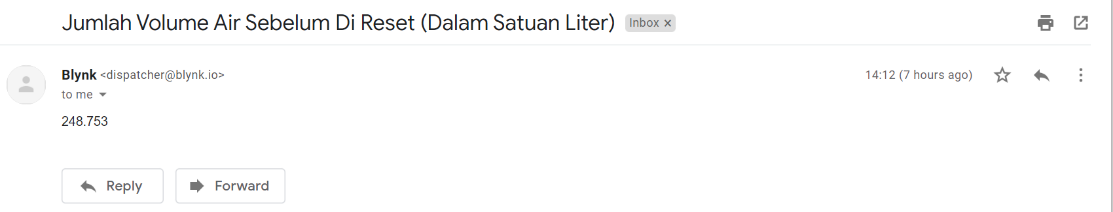 Jumlah Volume Air Sebelum Di Reset (Dalam Satuan Liter) Inbox x
Blynk <dispatcher@blynk.io> 14:12 (7 hours ago)
to me
248.753
Reply Forward